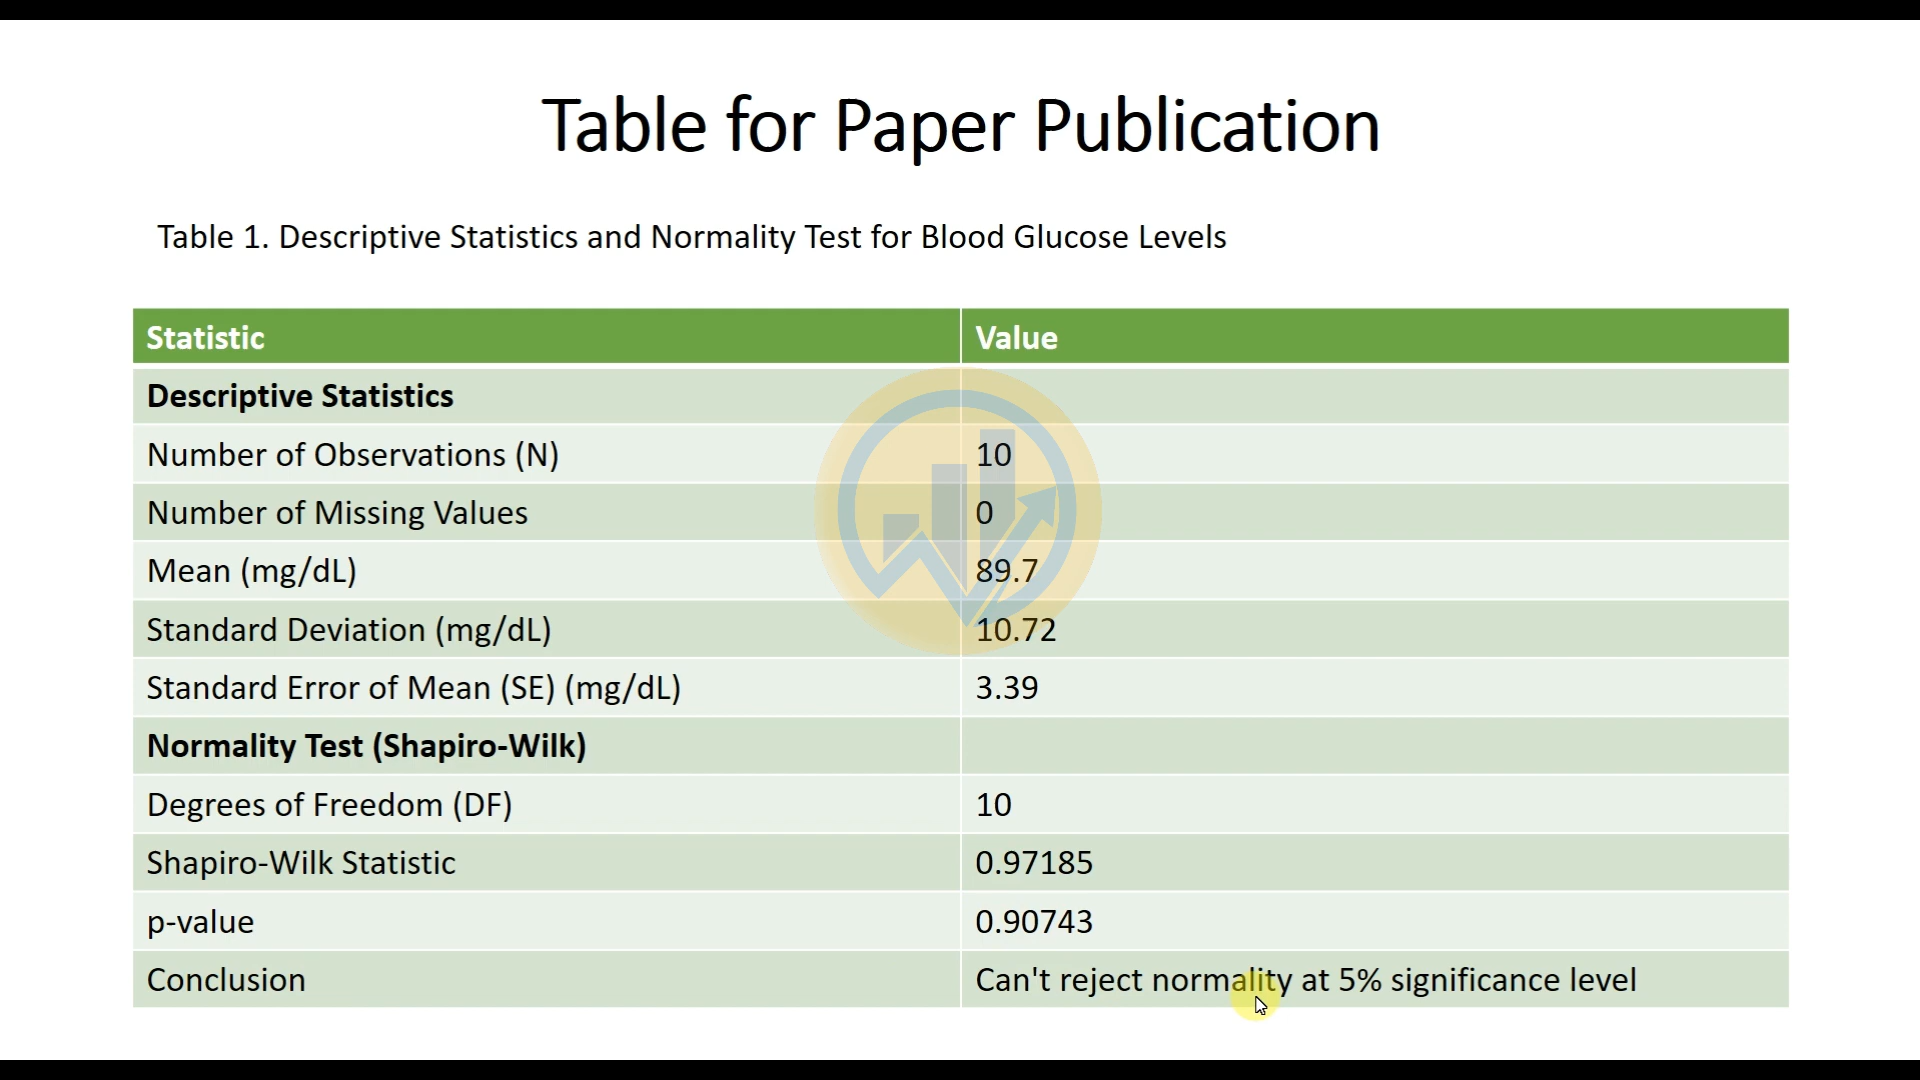 Table for Paper Publication
Table 1. Descriptive Statistics and Normality Test for Blood Glucose Levels
Statistic Value
Descriptive Statistics
Number of Observations (N) 10
Number of Missing Values 0
Mean (mg/dL) 89.7
Standard Deviation (mg/dL) 10.72
Standard Error of Mean (SE) (mg/dL) 3.39
Normality Test (Shapiro-Wilk)
Degrees of Freedom (DF) 10
Shapiro-Wilk Statistic 0.97185
p-value 0.90743
Conclusion Can't reject normality at 5% significance level